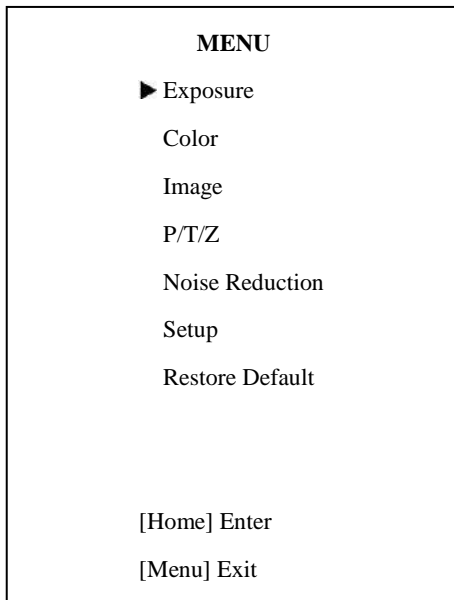 MENU
▶ Exposure
Color
Image
P/T/Z
Noise Reduction
Setup
Restore Default
[Home] Enter
[Menu] Exit